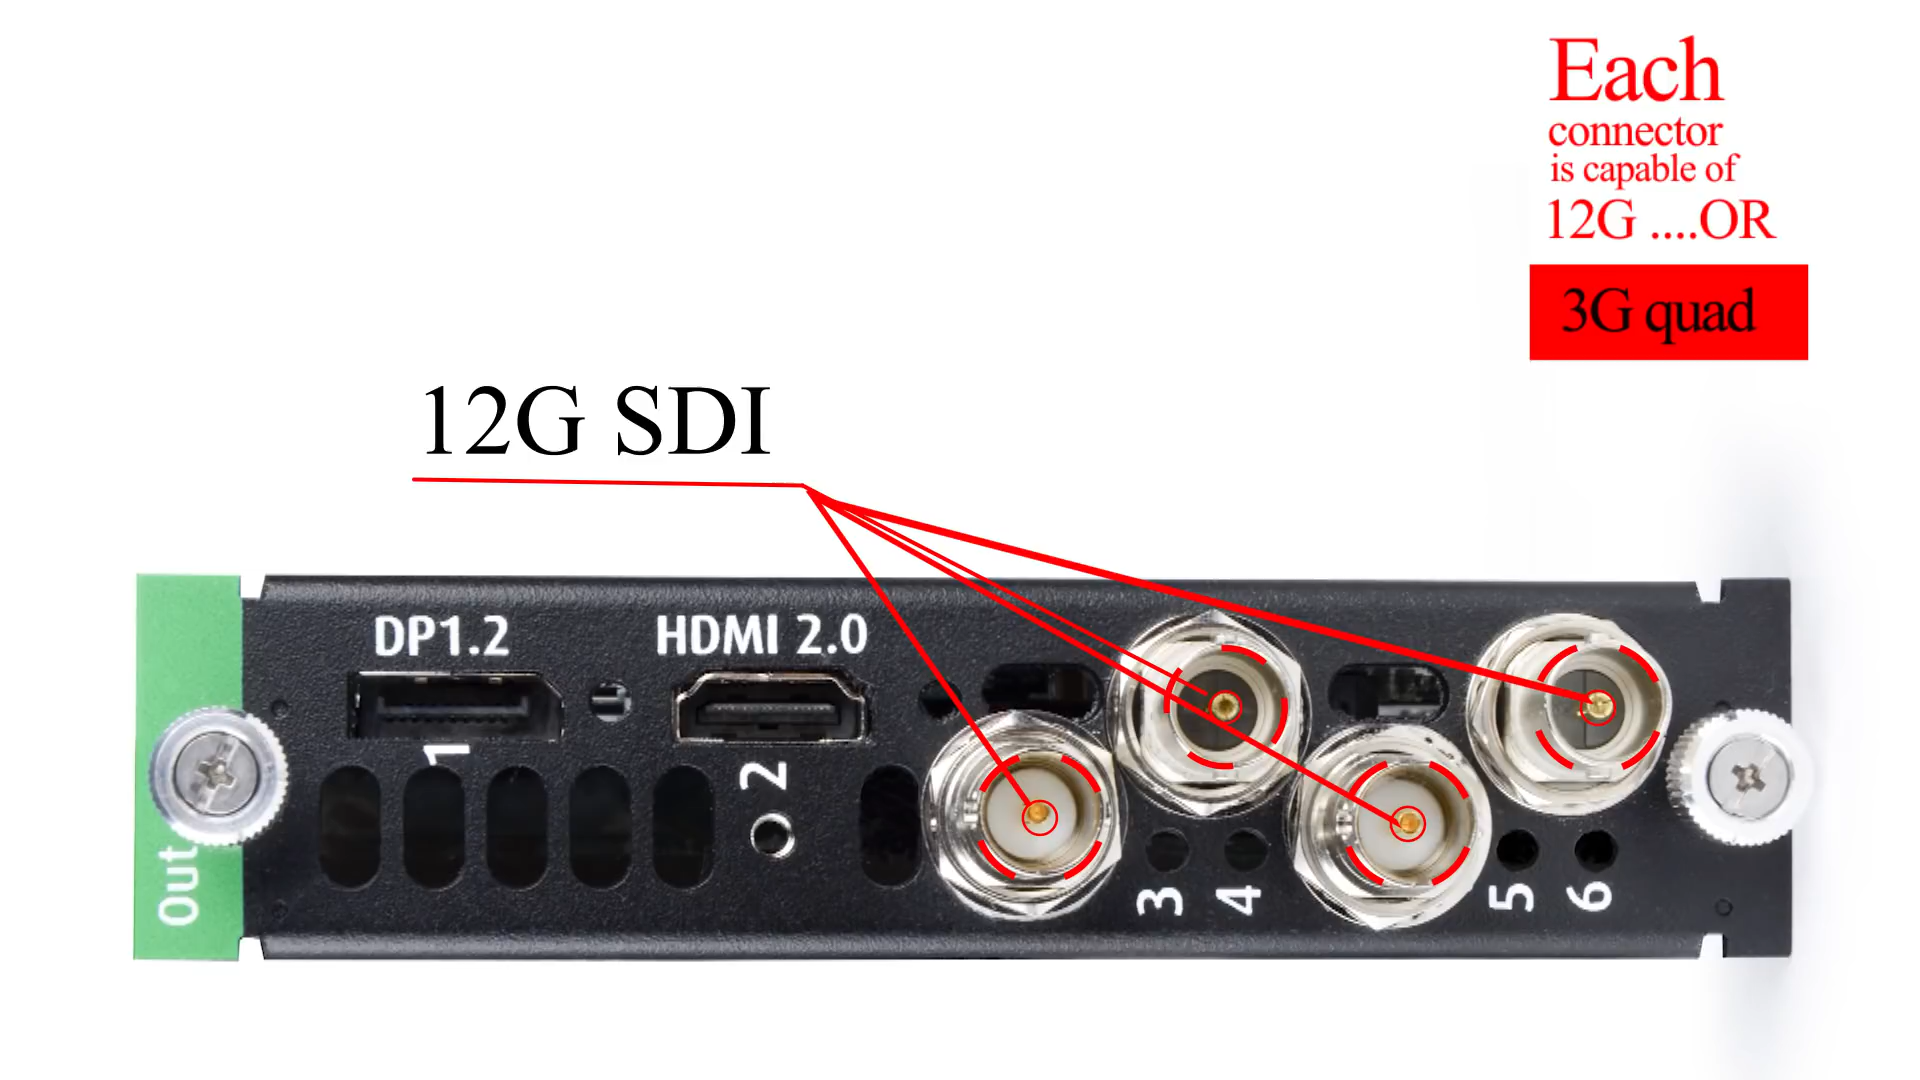 Each
connector
is capable of
12G ....OR
3G quad
12G SDI
DP1.2
HDMI 2.0
1
2
3
4
5
6
Out